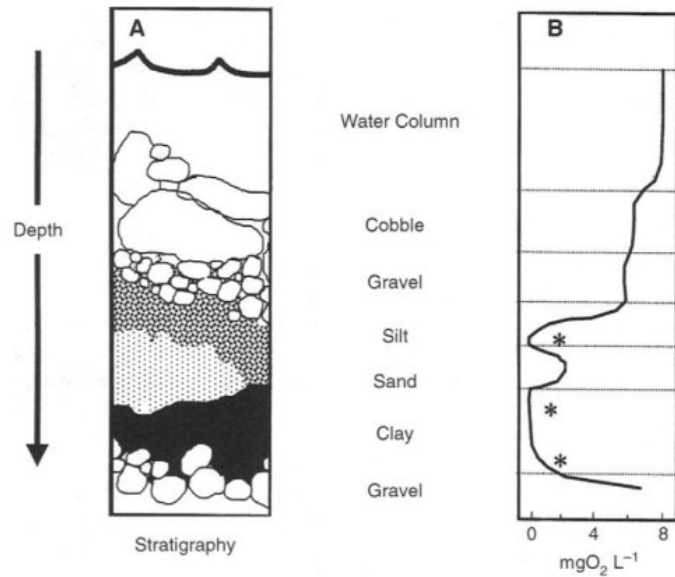 A
B
Water Column
Depth
Cobble
Gravel
Silt
*
Sand
*
Clay
*
Gravel
0 4 8
Stratigraphy
mgO₂ L⁻¹